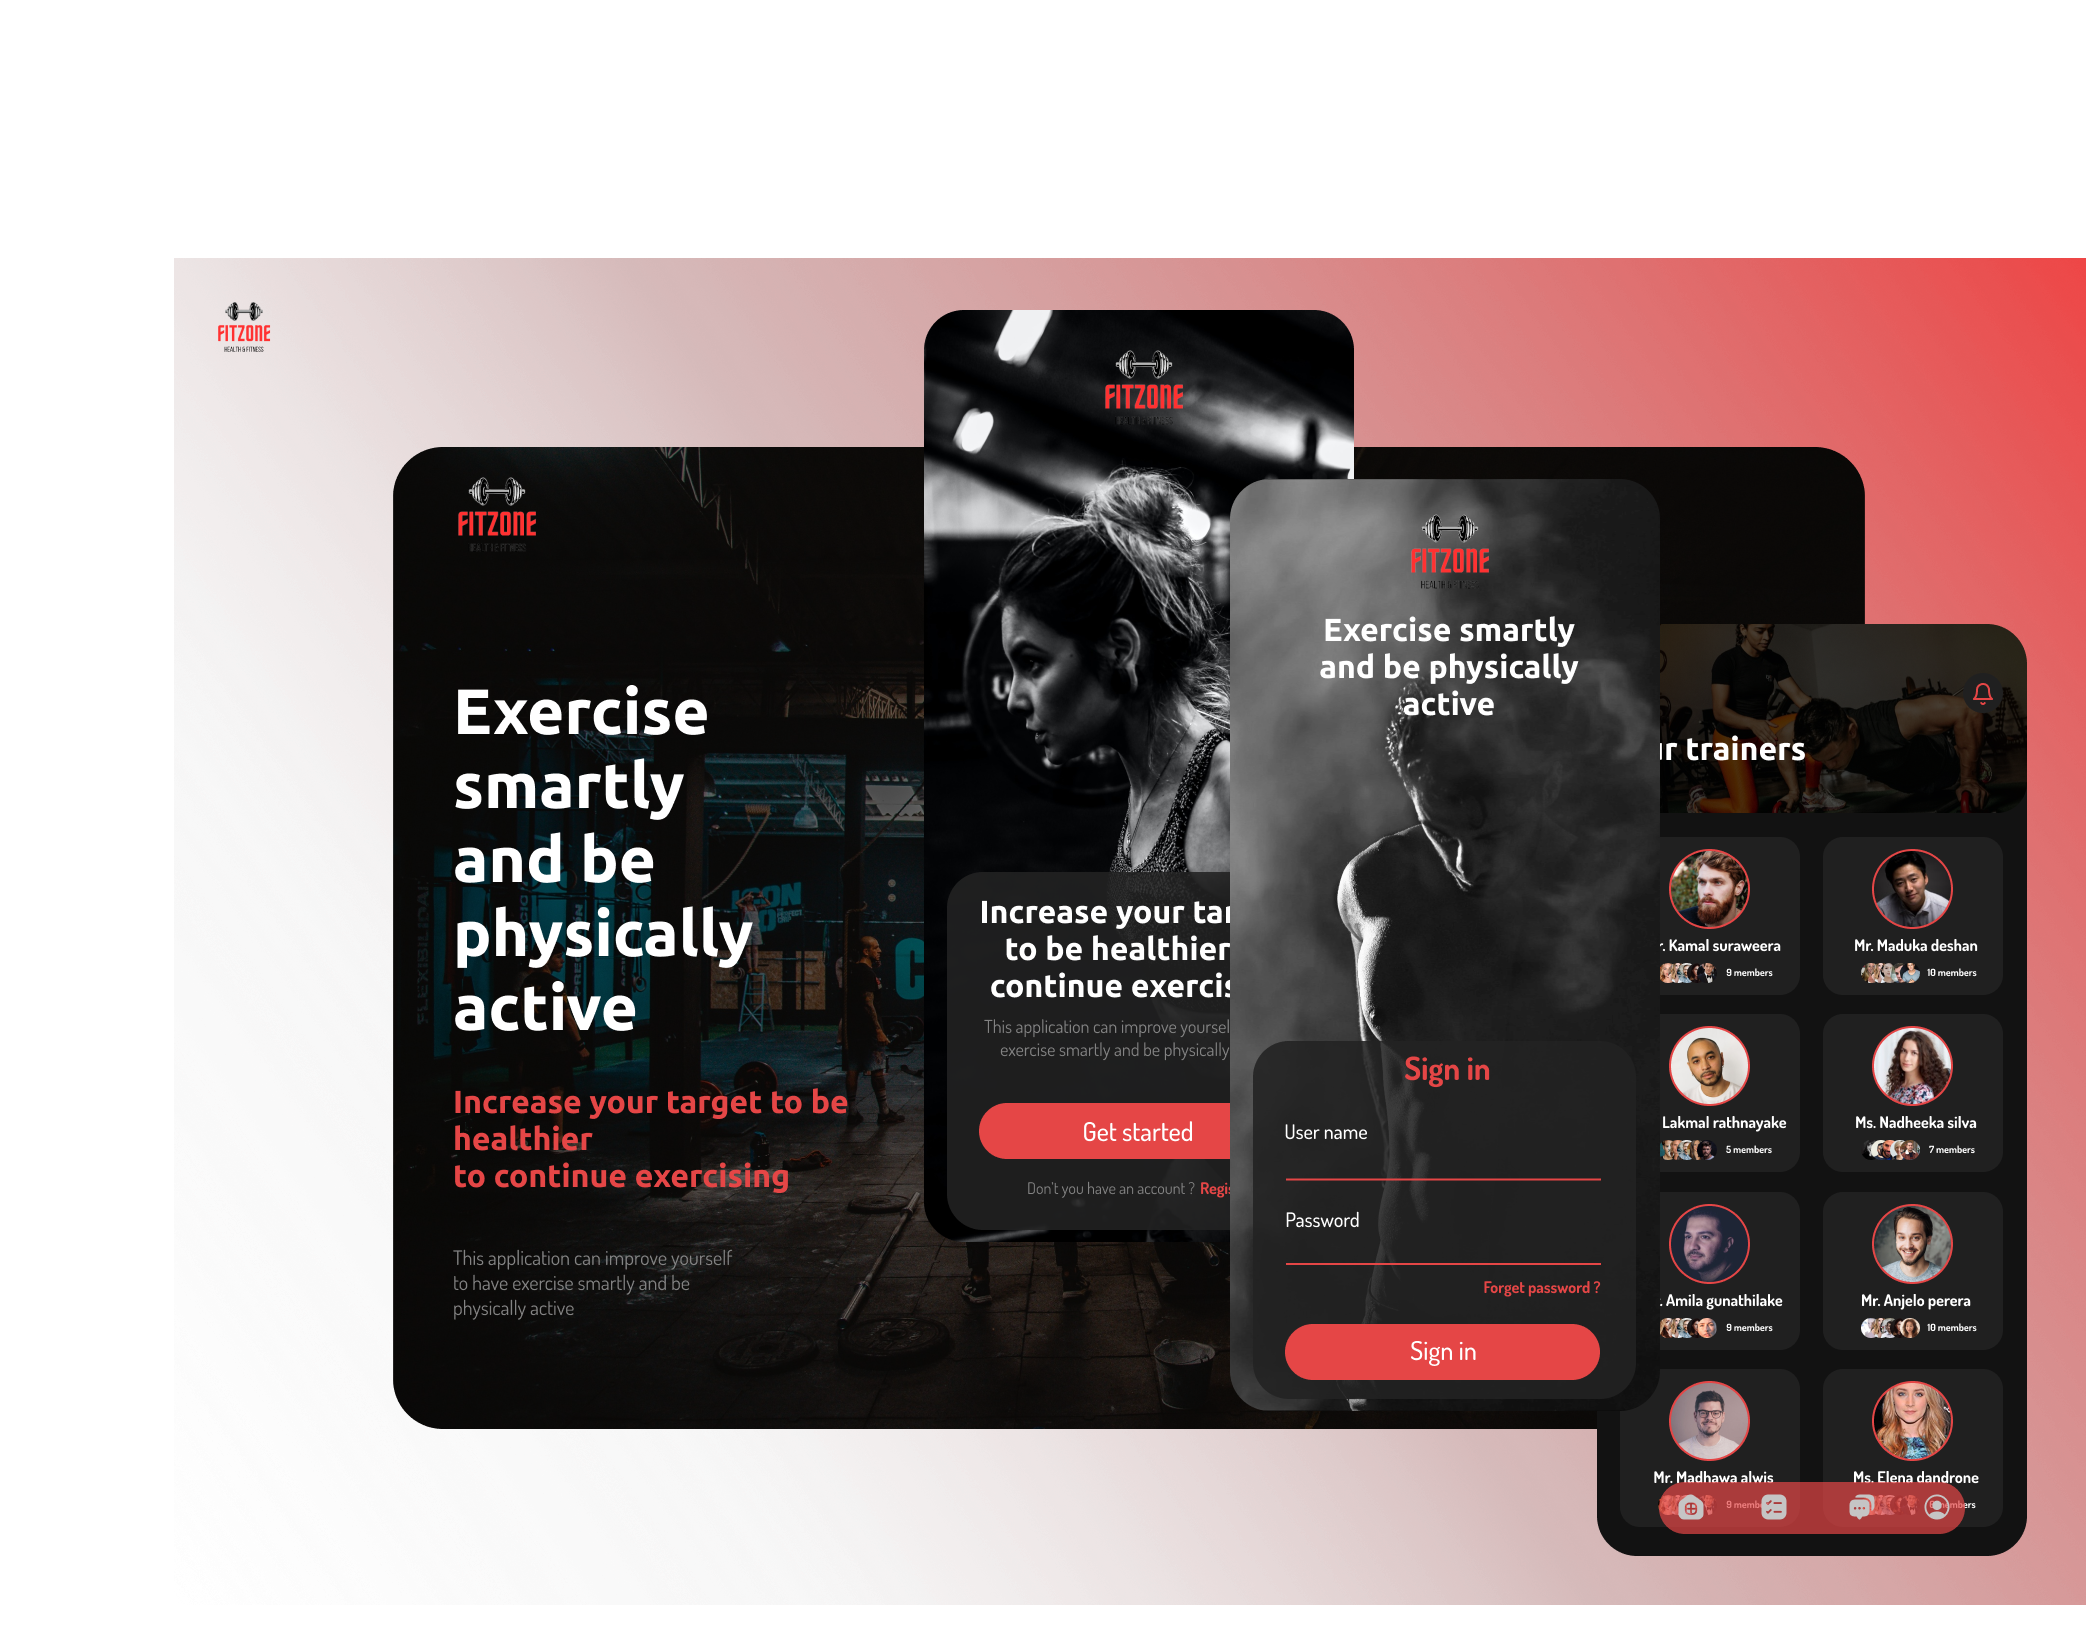 FITZONE
HEALTH & FITNESS
FITZONE
Exercise
smartly
and be
physically
active
Increase your target to be
healthier
to continue exercising
This application can improve yourself
to have exercise smartly and be
physically active
FITZONE
Increase your tar
to be healthier
continue exercis
This application can improve yoursel
exercise smartly and be physically
Get started
Don't you have an account ? Regis
FITZONE
HEALTH &
Exercise smartly
and be physically
active
Sign in
User name
Password
Forget password ?
Sign in
r trainers
r. Kamal suraweera
9 members
Mr. Maduka deshan
10 members
Lakmal rathnayake
5 members
Ms. Nadheeka silva
7 members
. Amila gunathilake
9 members
Mr. Anjelo perera
10 members
Mr. Madhawa alwis
9 memb
Ms. Elena dandrone
mbers
ICON
FLEXIBILIDAD